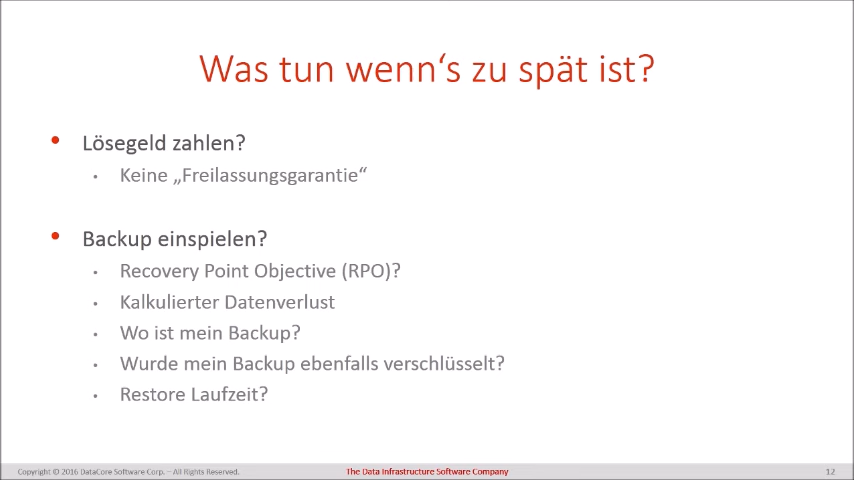 Was tun wenn‘s zu spät ist?
• Lösegeld zahlen?
• Keine „Freilassungsgarantie“
• Backup einspielen?
• Recovery Point Objective (RPO)?
• Kalkulierter Datenverlust
• Wo ist mein Backup?
• Wurde mein Backup ebenfalls verschlüsselt?
• Restore Laufzeit?
Copyright © 2016 DataCore Software Corp. – All Rights Reserved.
The Data Infrastructure Software Company
12